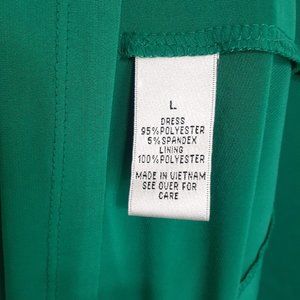 L
DRESS
95%POLYESTER
5%SPANDEX
LINING
100%POLYESTER
MADE IN VIETNAM
SEE OVER FOR
CARE